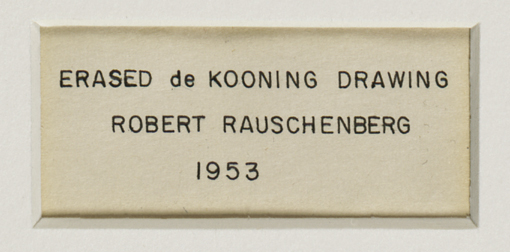 ERASED de KOONING DRAWING
ROBERT RAUSCHENBERG
1953